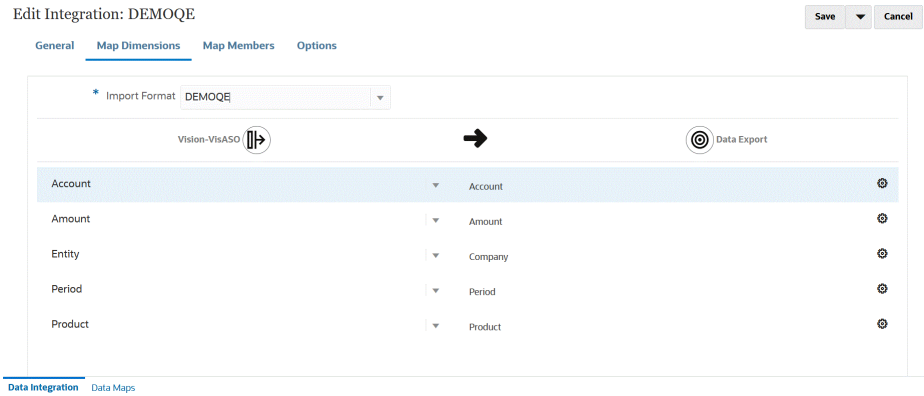 Edit Integration: DEMOQE
Save
Cancel
General Map Dimensions Map Members Options
* Import Format DEMOQE
Vision-VisASO Data Export
Account Account
Amount Amount
Entity Company
Period Period
Product Product
Data Integration Data Maps